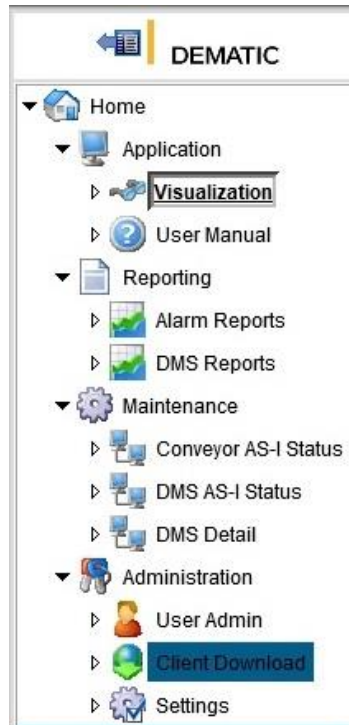 DEMATIC
Home
Application
Visualization
User Manual
Reporting
Alarm Reports
DMS Reports
Maintenance
Conveyor AS-I Status
DMS AS-I Status
DMS Detail
Administration
User Admin
Client Download
Settings